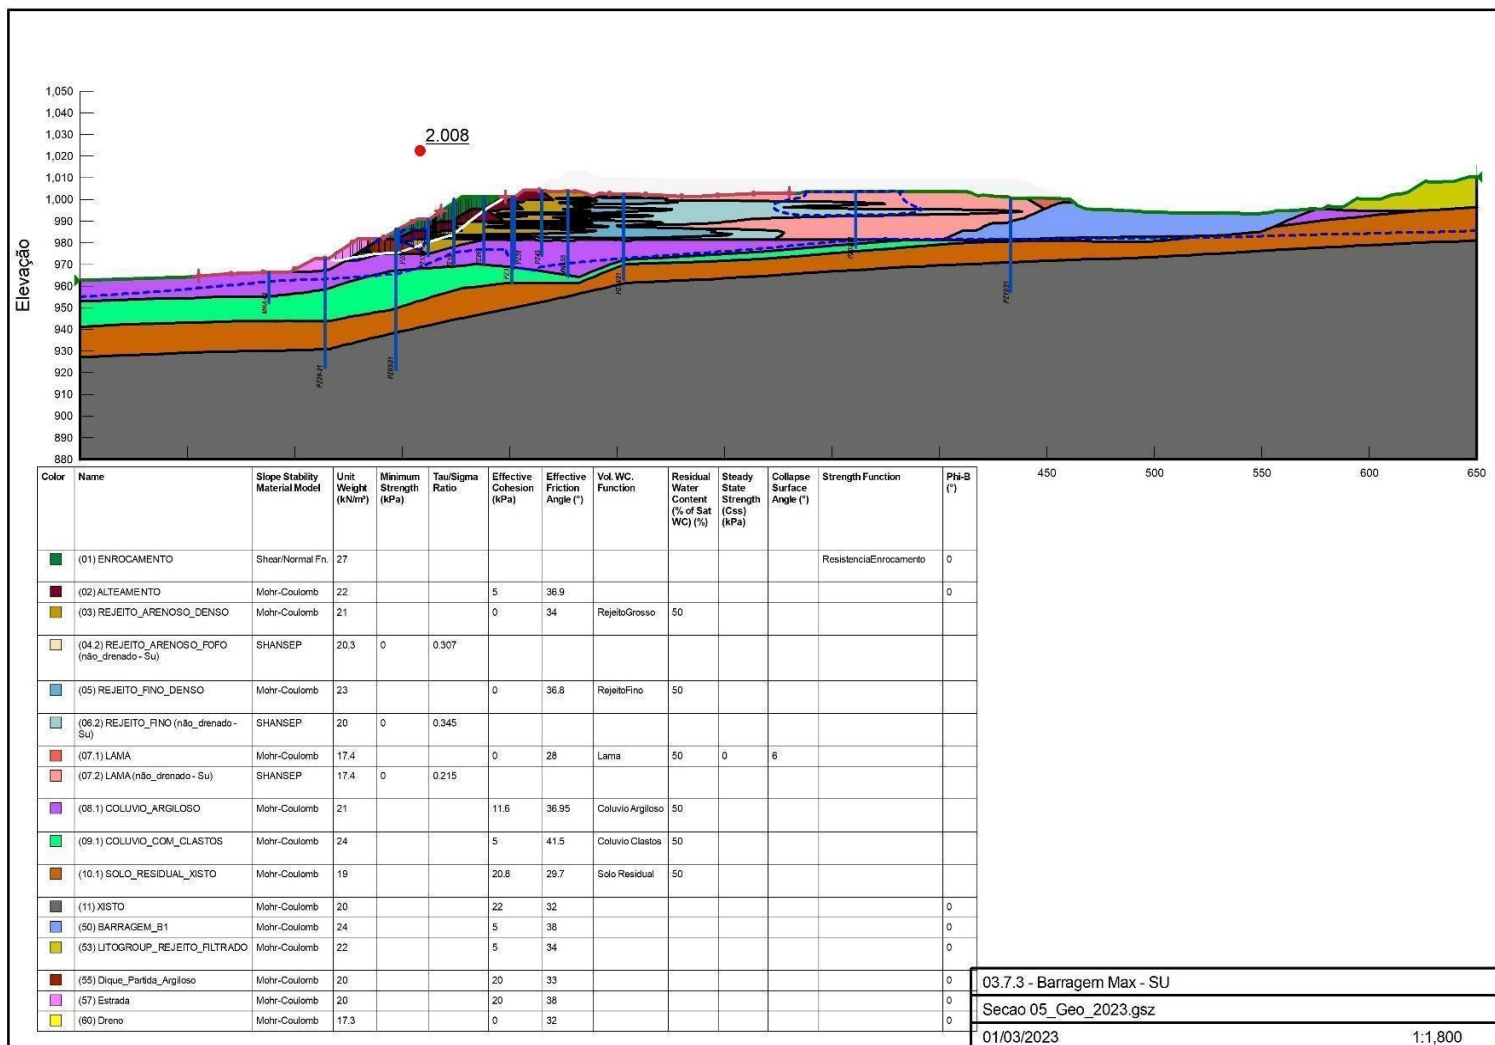 2.008
Elevação
1,050
1,040
1,030
1,020
1,010
1,000
990
980
970
960
950
940
930
920
910
900
890
880
450 500 550 600 650
PZ26-21
PZ12/21
Color Name Slope Stability Material Model Unit Weight (kN/m³) Minimum Strength (kPa) Tau/Sigma Ratio Effective Cohesion (kPa) Effective Friction Angle (°) Vol. WC. Function Residual Water Content (% of Sat WC) (%) Steady State Strength (Css) (kPa) Collapse Surface Angle (°) Strength Function Phi-B (°)
(01) ENROCAMENTO Shear/Normal Fn. 27 ResistenciaEnrocamento 0
(02) ALTEAMENTO Mohr-Coulomb 22 5 36.9 0
(03) REJEITO_ARENOSO_DENSO Mohr-Coulomb 21 0 34 RejeitoGrosso 50
(04.2) REJEITO_ARENOSO_FOFO (não_drenado - Su) SHANSEP 20.3 0 0.307
(05) REJEITO_FINO_DENSO Mohr-Coulomb 23 0 36.8 RejeitoFino 50
(06.2) REJEITO_FINO (não_drenado - Su) SHANSEP 20 0 0.345
(07.1) LAMA Mohr-Coulomb 17.4 0 28 Lama 50 0 6
(07.2) LAMA (não_drenado - Su) SHANSEP 17.4 0 0.215
(08.1) COLUVIO_ARGILOSO Mohr-Coulomb 21 11.6 36.95 Coluvio Argiloso 50
(09.1) COLUVIO_COM_CLASTOS Mohr-Coulomb 24 5 41.5 Coluvio Clastos 50
(10.1) SOLO_RESIDUAL_XISTO Mohr-Coulomb 19 20.8 29.7 Solo Residual 50
(11) XISTO Mohr-Coulomb 20 22 32 0
(50) BARRAGEM_B1 Mohr-Coulomb 24 5 38 0
(53) LITOGROUP_REJEITO_FILTRADO Mohr-Coulomb 22 5 34 0
(55) Dique_Partida_Argiloso Mohr-Coulomb 20 20 33 0
(57) Estrada Mohr-Coulomb 20 20 38 0
(60) Dreno Mohr-Coulomb 17.3 0 32 0
03.7.3 - Barragem Max - SU
Secao 05_Geo_2023.gsz
01/03/2023 1:1,800